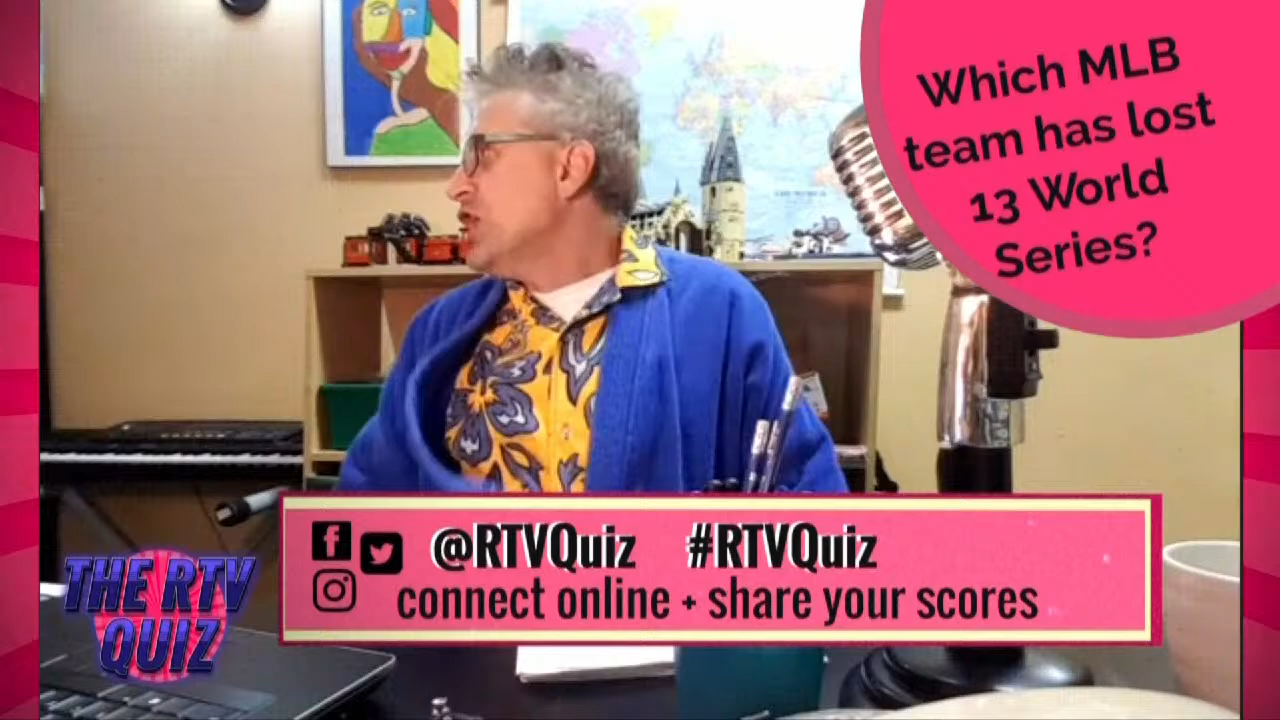 Which MLB
team has lost
13 World
Series?
@RTVQuiz #RTVQuiz
connect online + share your scores
THE RTV
QUIZ